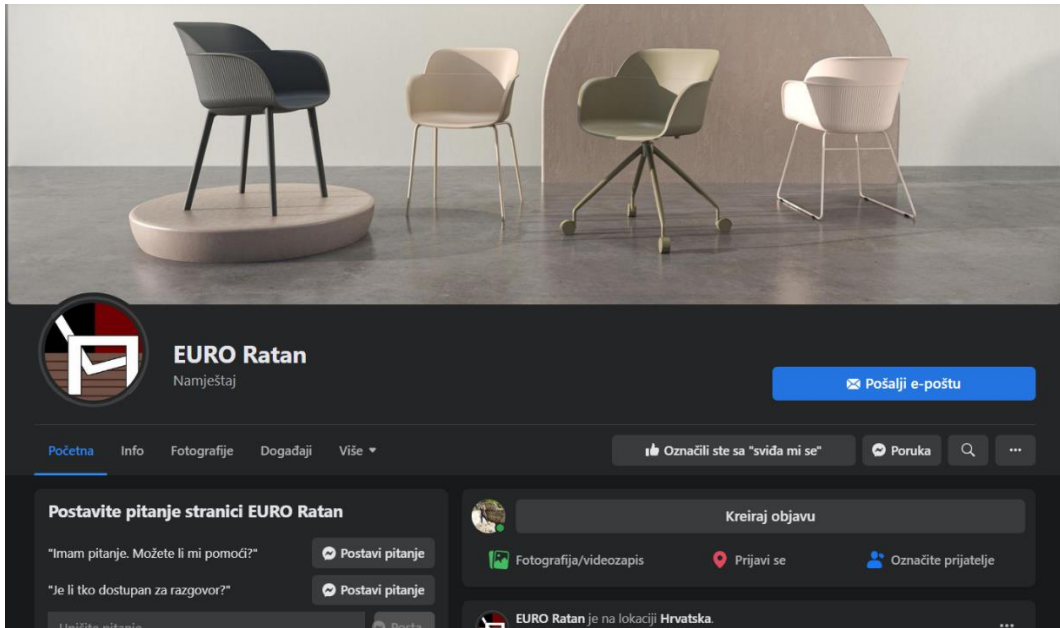 EURO Ratan
Namještaj
Pošalji e-poštu
Početna Info Fotografije Događaji Više
Označili ste sa "sviđa mi se" Poruka
Postavite pitanje stranici EURO Ratan
"Imam pitanje. Možete li mi pomoći?" Postavi pitanje
"Je li tko dostupan za razgovor?" Postavi pitanje
Kreiraj objavu
Fotografija/videozapis Prijavi se Označite prijatelje
EURO Ratan je na lokaciji Hrvatska.